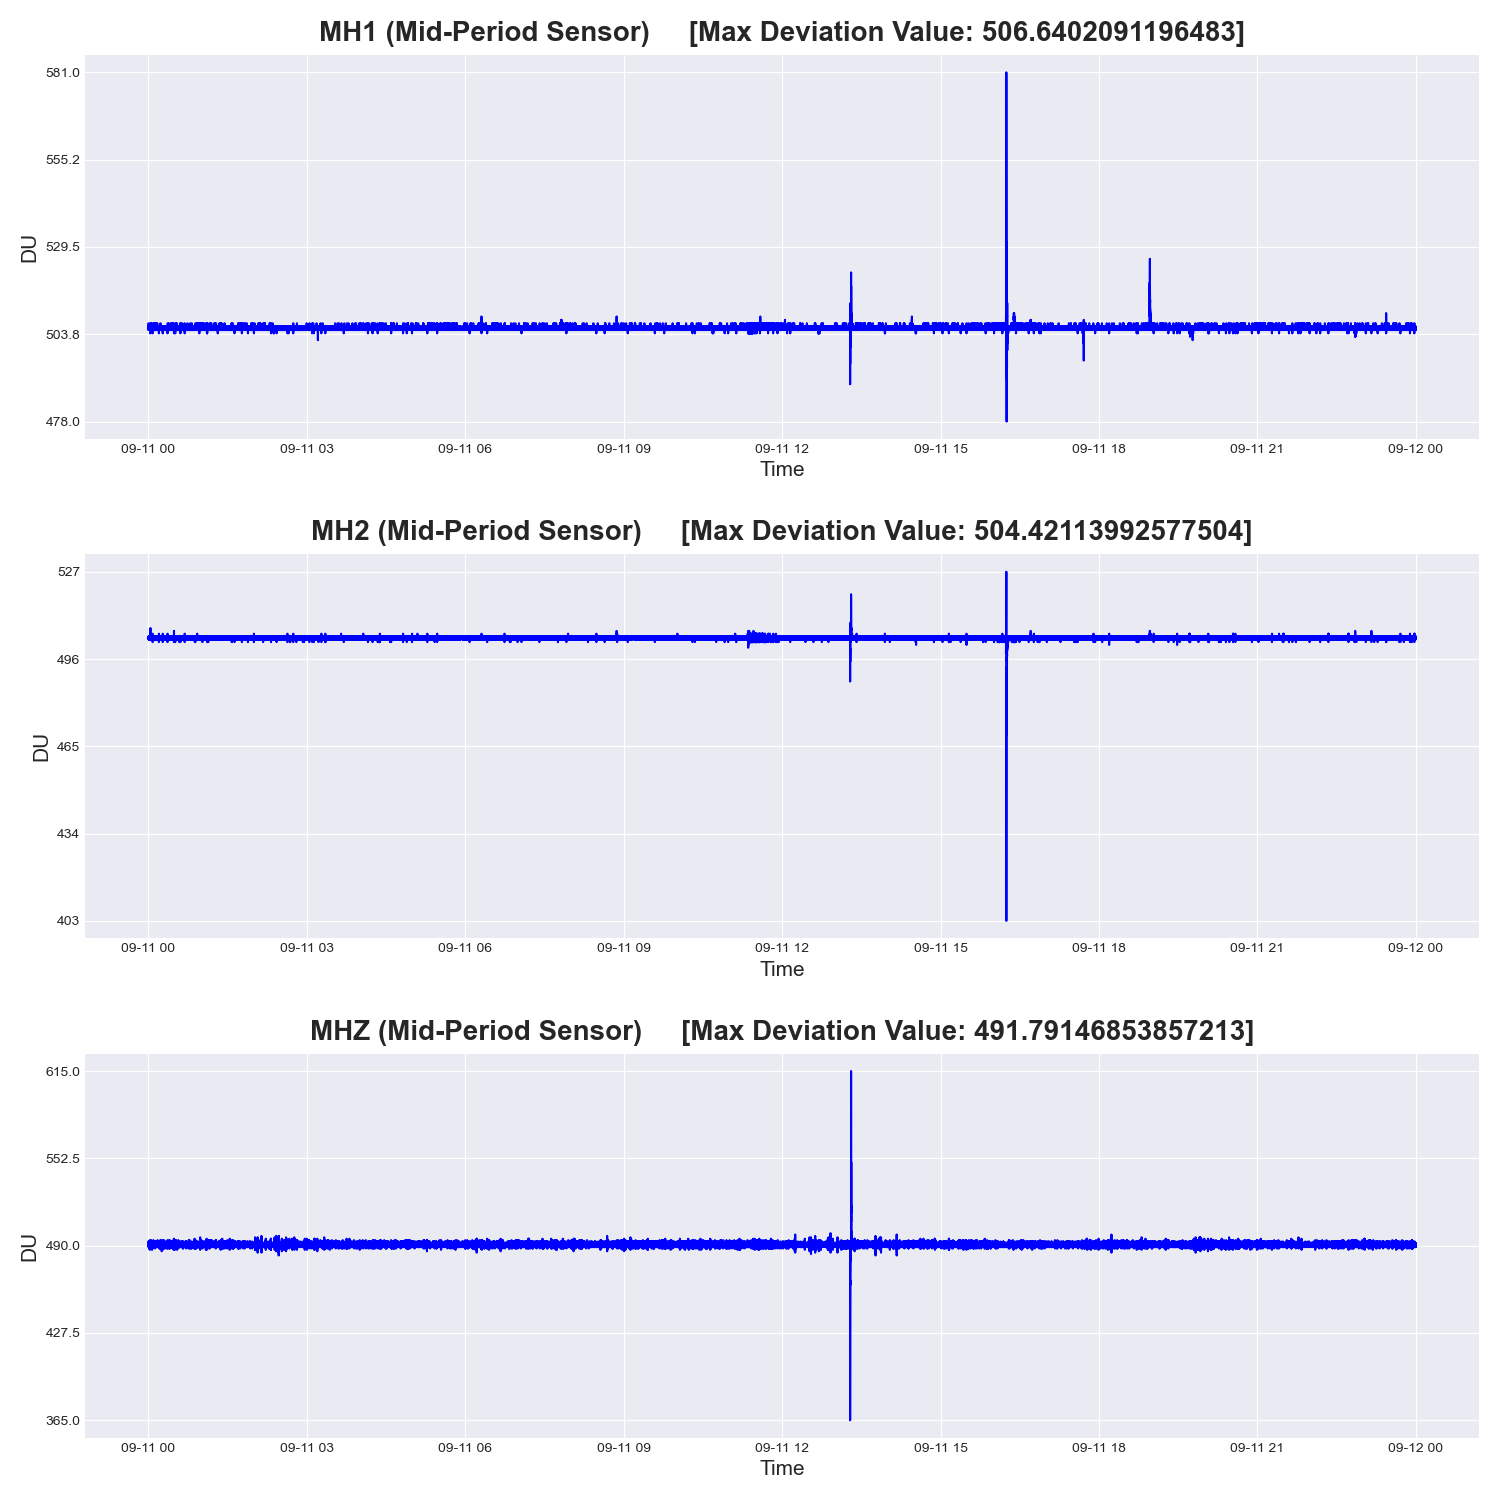 MH1 (Mid-Period Sensor) [Max Deviation Value: 506.6402091196483]
581.0
555.2
529.5
503.8
478.0
DU
09-11 00 09-11 03 09-11 06 09-11 09 09-11 12 09-11 15 09-11 18 09-11 21 09-12 00
Time
MH2 (Mid-Period Sensor) [Max Deviation Value: 504.42113992577504]
527
496
465
434
403
DU
09-11 00 09-11 03 09-11 06 09-11 09 09-11 12 09-11 15 09-11 18 09-11 21 09-12 00
Time
MHZ (Mid-Period Sensor) [Max Deviation Value: 491.79146853857213]
615.0
552.5
490.0
427.5
365.0
DU
09-11 00 09-11 03 09-11 06 09-11 09 09-11 12 09-11 15 09-11 18 09-11 21 09-12 00
Time